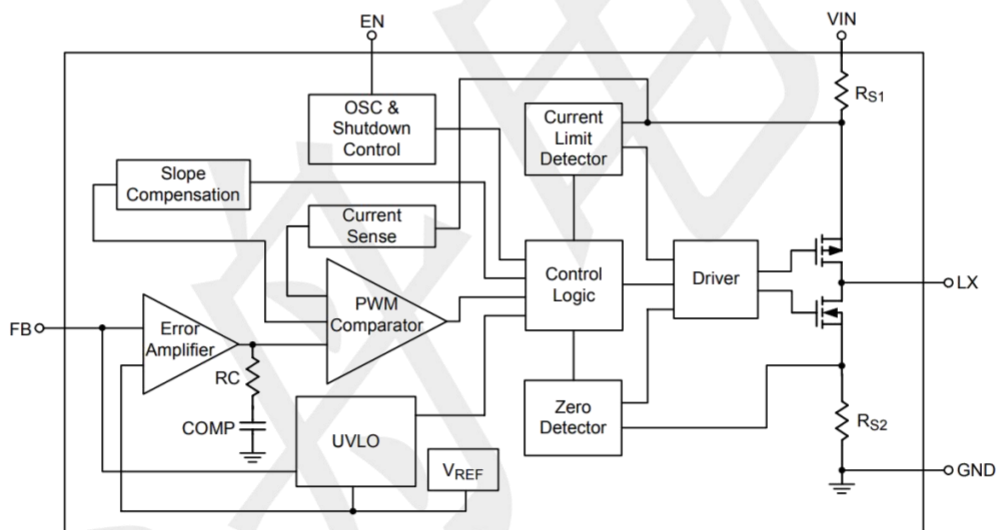 EN
VIN
RS1
OSC &
Shutdown
Control
Current
Limit
Detector
Slope
Compensation
Current
Sense
Control
Logic
Driver
LX
PWM
Comparator
FB
Error
Amplifier
RC
COMP
UVLO
VREF
Zero
Detector
RS2
GND